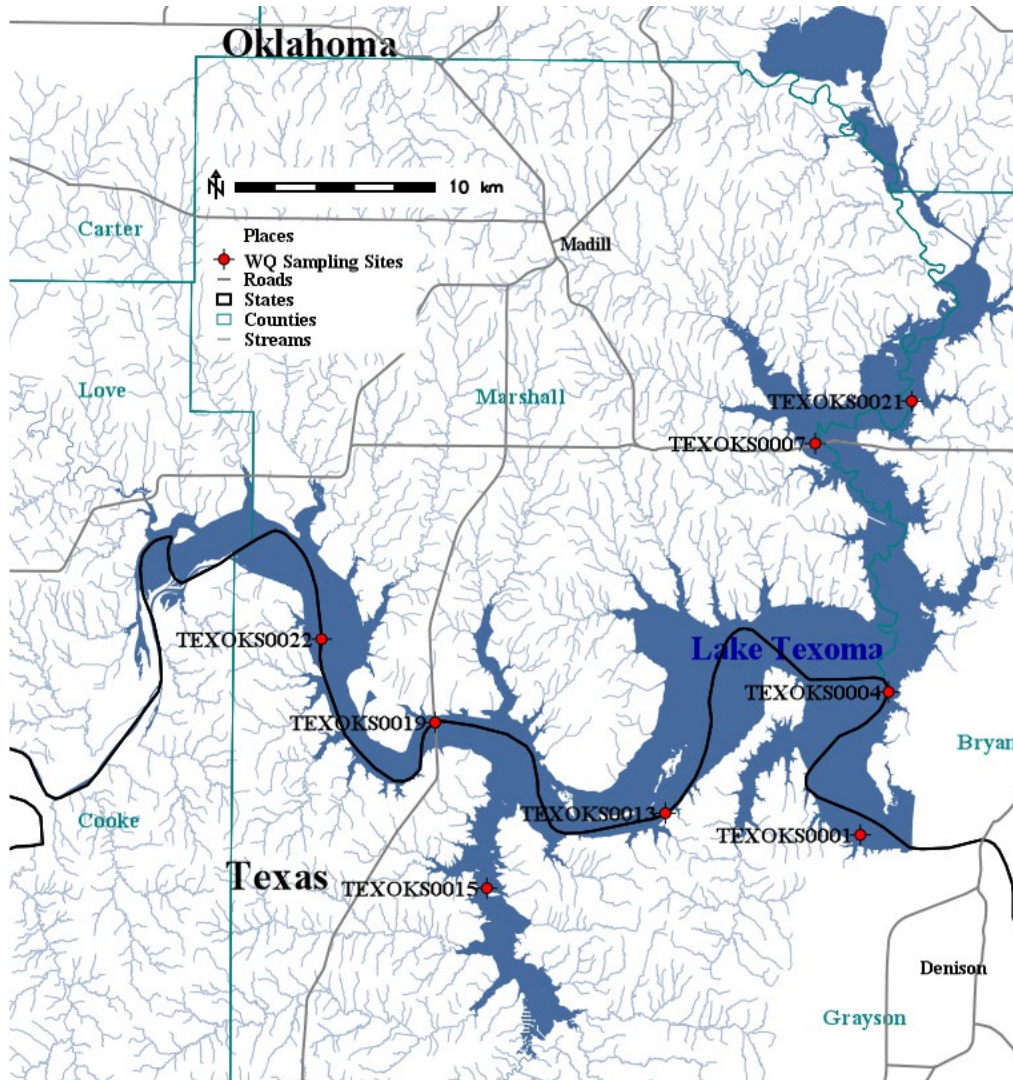 Oklahoma
N
10 km
Carter
Places
WQ Sampling Sites
Roads
States
Counties
Streams
Madill
Love
Marshall
TEXOKS0021
TEXOKS0007
TEXOKS0022
Lake Texoma
TEXOKS0004
TEXOKS0019
Bryan
Cooke
TEXOKS0013
TEXOKS0001
Texas
TEXOKS0015
Denison
Grayson